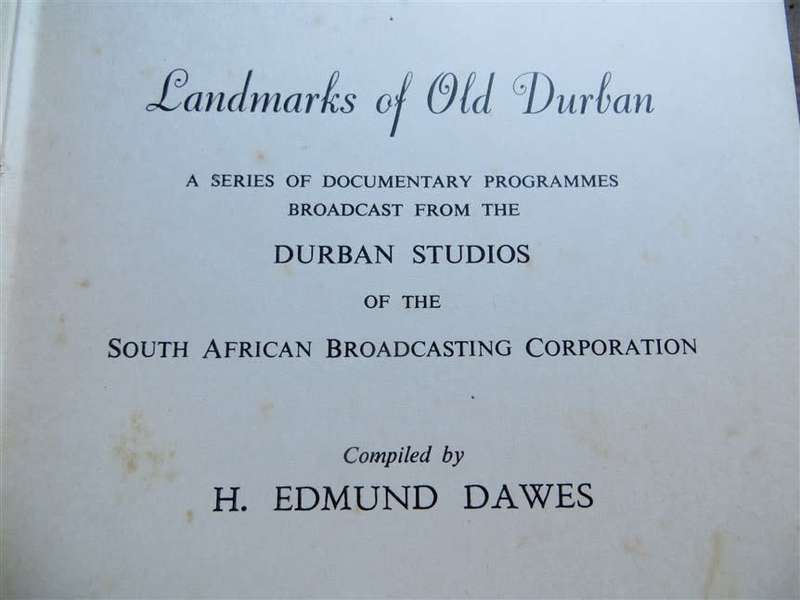 Landmarks of Old Durban
A SERIES OF DOCUMENTARY PROGRAMMES
BROADCAST FROM THE
DURBAN STUDIOS
OF THE
SOUTH AFRICAN BROADCASTING CORPORATION
Compiled by
H. EDMUND DAWES